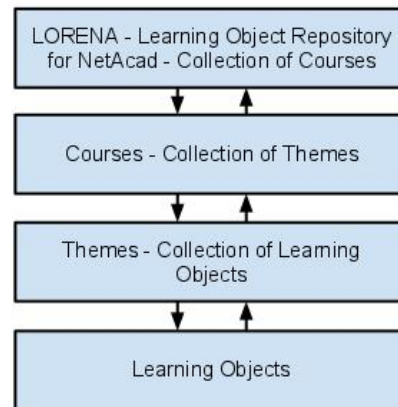 LORENA - Learning Object Repository
for NetAcad - Collection of Courses
Courses - Collection of Themes
Themes - Collection of Learning
Objects
Learning Objects